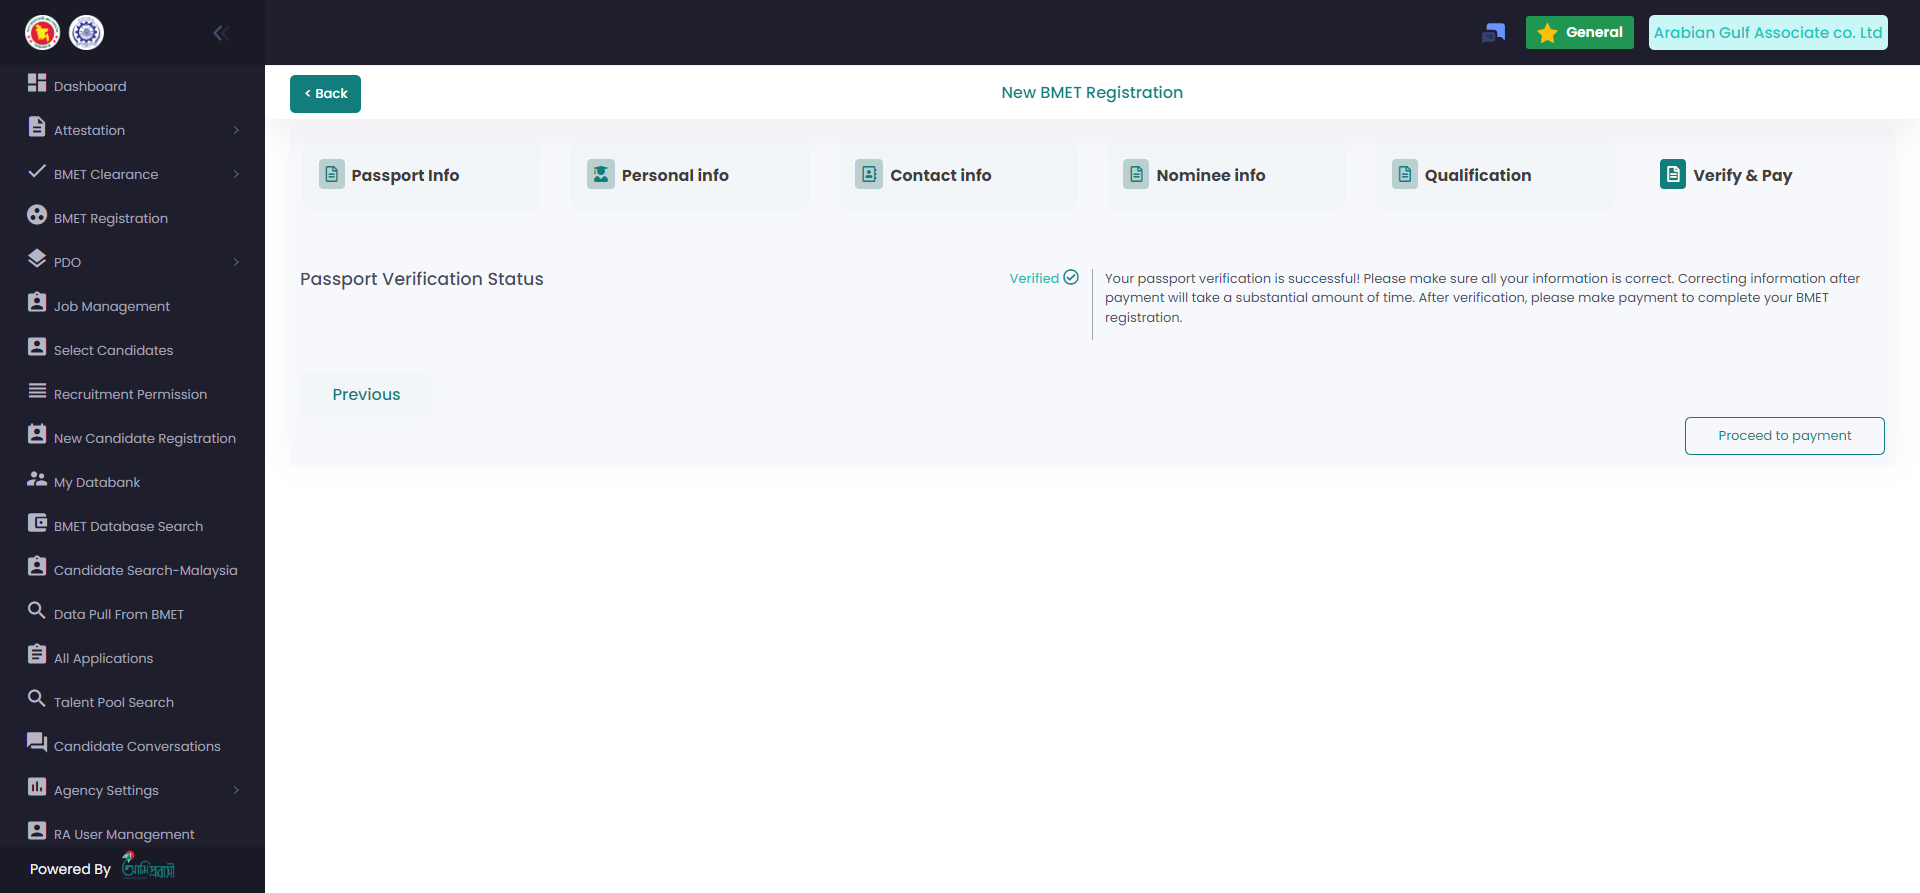 General
Arabian Gulf Associate co. Ltd
Dashboard
Attestation
BMET Clearance
BMET Registration
PDO
Job Management
Select Candidates
Recruitment Permission
New Candidate Registration
My Databank
BMET Database Search
Candidate Search-Malaysia
Data Pull From BMET
All Applications
Talent Pool Search
Candidate Conversations
Agency Settings
RA User Management
Powered By
আমি প্রবাসী
< Back
New BMET Registration
Passport Info
Personal info
Contact info
Nominee info
Qualification
Verify & Pay
Passport Verification Status
Verified
Your passport verification is successful! Please make sure all your information is correct. Correcting information after
payment will take a substantial amount of time. After verification, please make payment to complete your BMET
registration.
Previous
Proceed to payment